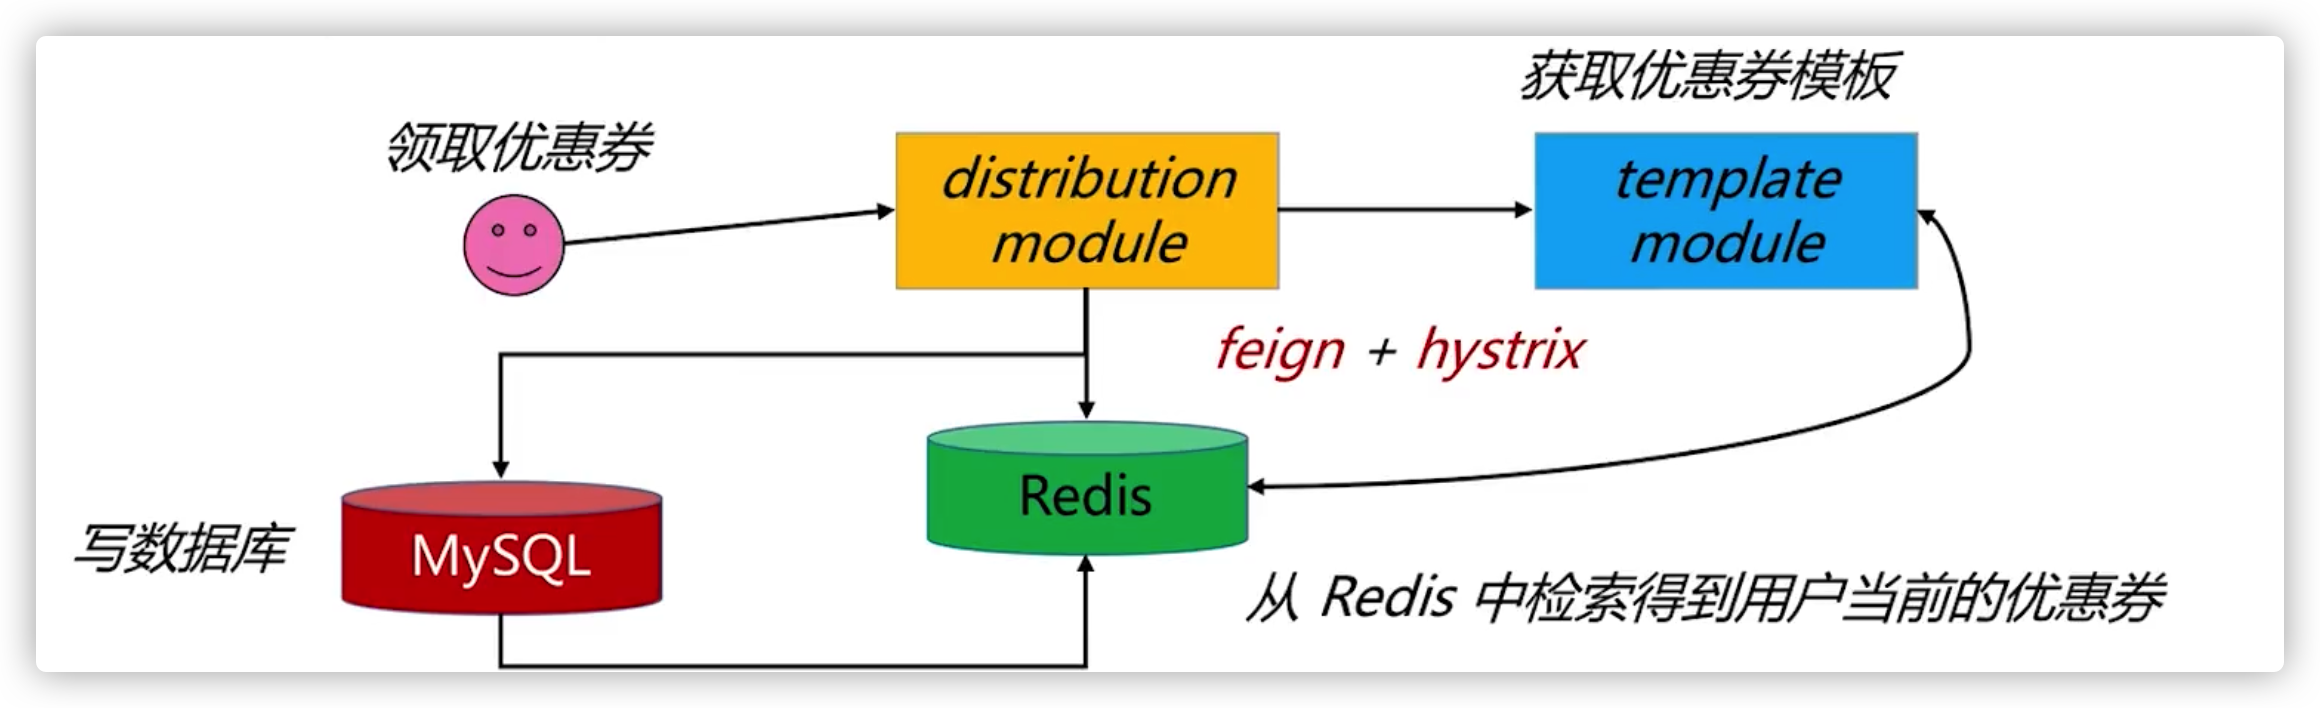 获取优惠券模板
领取优惠券
distribution
module
template
module
feign + hystrix
Redis
写数据库
MySQL
从 Redis 中检索得到用户当前的优惠券